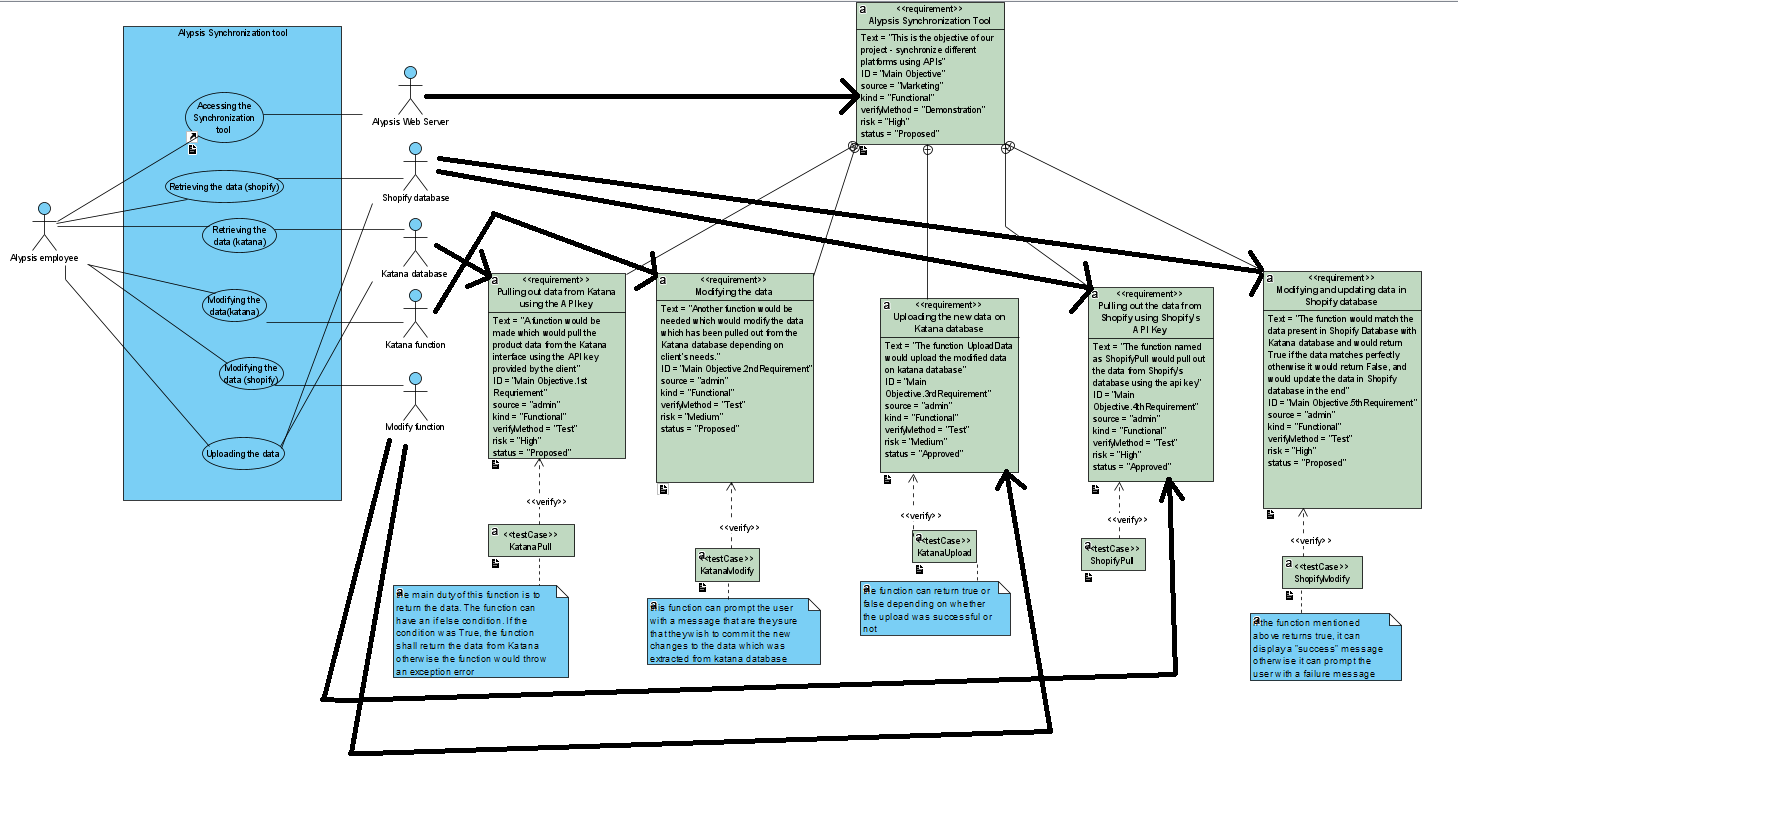 Alypsis Synchronization tool
Accessing the
Synchronization
tool
Retrieving the data (shopify)
Retrieving the
data (katana)
Modifying the
data(katana)
Modifying the
data (shopify)
Uploading the data
Alypsis employee
Alypsis Web Server
Shopify database
Katana database
Katana function
Modify function
a
<<requirement>>
Alypsis Synchronization Tool
Text = "This is the objective of our
project - synchronize different
platforms using APIs"
ID = "Main Objective"
source = "Marketing"
kind = "Functional"
verifyMethod = "Demonstration"
risk = "High"
status = "Proposed"
a
<<requirement>>
Pulling out data from Katana
using the API key
Text = "A function would be
made which would pull the
product data from the Katana
interface using the API key
provided by the client"
ID = "Main Objective.1st
Requriement"
source = "admin"
kind = "Functional"
verifyMethod = "Test"
risk = "High"
status = "Proposed"
a
<<requirement>>
Modifying the data
Text = "Another function would be
needed which would modify the data
which has been pulled out from the
Katana database depending on
client's needs."
ID = "Main Objective.2nd Requirement"
source = "admin"
kind = "Functional"
verifyMethod = "Test"
risk = "Medium"
status = "Proposed"
a
<<requirement>>
Uploading the new data on
Katana database
Text = "The function UploadData
would upload the modified data
on katana database"
ID = "Main
Objective.3rd Requirement"
source = "admin"
kind = "Functional"
verifyMethod = "Test"
risk = "Medium"
status = "Approved"
a
<<requirement>>
Pulling out the data from
Shopify using Shopify's
API Key
Text = "The function named
as ShopifyPull would pull out
the data from Shopify's
database using the api key"
ID = "Main
Objective.4th Requirement"
source = "admin"
kind = "Functional"
verifyMethod = "Test"
risk = "High"
status = "Approved"
a
<<requirement>>
Modifying and updating data in
Shopify database
Text = "The function would match the
data present in Shopify Database with
Katana database and would return
True if the data matches perfectly
otherwise it would return False, and
would update the data in Shopify
database in the end"
ID = "Main Objective.5th Requirement"
source = "admin"
kind = "Functional"
verifyMethod = "Test"
risk = "High"
status = "Proposed"
<<verify>>
<<verify>>
<<verify>>
<<verify>>
<<verify>>
a
<<testCase>>
KatanaPull
a
<<testCase>>
KatanaModify
a
<<testCase>>
KatanaUpload
a
<<testCase>>
ShopifyPull
a
<<testCase>>
ShopifyModify
a
the main duty of this function is to
return the data. The function can
have an if else condition. If the
condition was True, the function
shall return the data from Katana
otherwise the function would throw
an exception error
a
this function can prompt the user
with a message that are they sure
that they wish to commit the new
changes to the data which was
extracted from katana database
a
the function can return true or
false depending on whether
the upload was successful or
not
a
if the function mentioned
above returns true, it can
display a "success" message
otherwise it can prompt the
user with a failure message